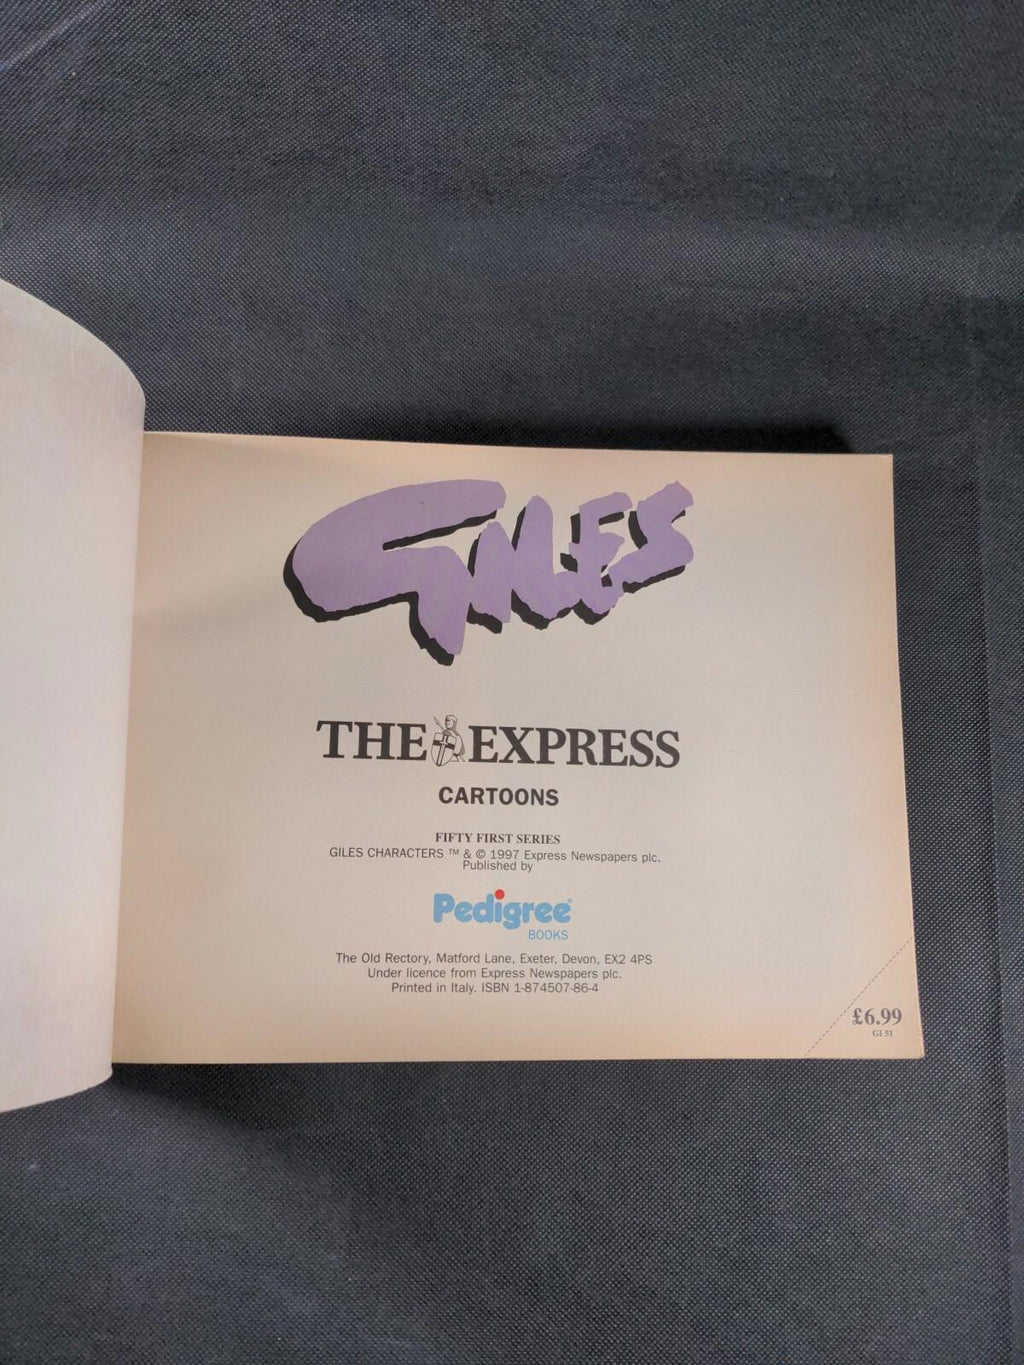 GILES
THE EXPRESS
CARTOONS
FIFTY FIRST SERIES
GILES CHARACTERS ™ & © 1997 Express Newspapers plc.
Published by
Pedigree®
BOOKS
The Old Rectory, Matford Lane, Exeter, Devon, EX2 4PS
Under licence from Express Newspapers plc.
Printed in Italy. ISBN 1-874507-86-4
£6.99
GI 51